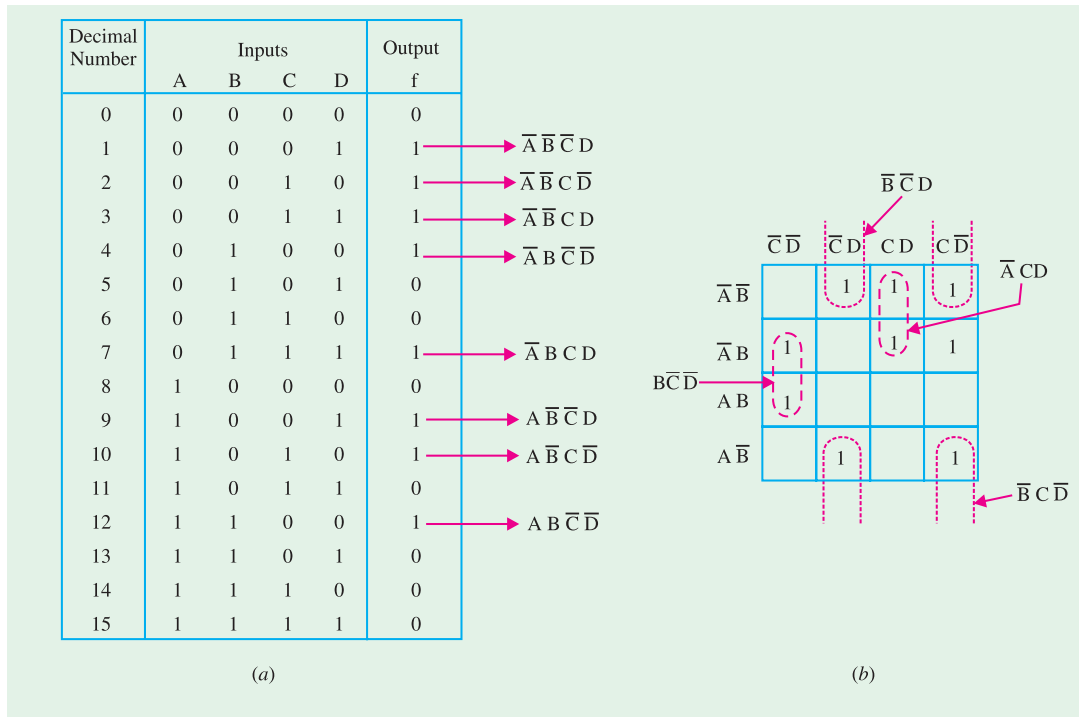 Decimal Number Inputs Output
A B C D f
0 0 0 0 0 0
1 0 0 0 1 1 A̅ B̅ C̅ D
2 0 0 1 0 1 A̅ B̅ C D̅
3 0 0 1 1 1 A̅ B̅ C D
4 0 1 0 0 1 A̅ B C̅ D̅
5 0 1 0 1 0
6 0 1 1 0 0
7 0 1 1 1 1 A̅ B C D
8 1 0 0 0 0
9 1 0 0 1 1 A B̅ C̅ D
10 1 0 1 0 1 A B̅ C D̅
11 1 0 1 1 0
12 1 1 0 0 1 A B C̅ D̅
13 1 1 0 1 0
14 1 1 1 0 0
15 1 1 1 1 0
(a)
B̅ C̅ D
C̅ D̅ C̅ D C D C D̅
A̅ CD
A̅ B̅ 1 1 1
A̅ B 1 1 1
BC̅ D̅
A B 1
A B̅ 1 1
B̅ C D̅
(b)